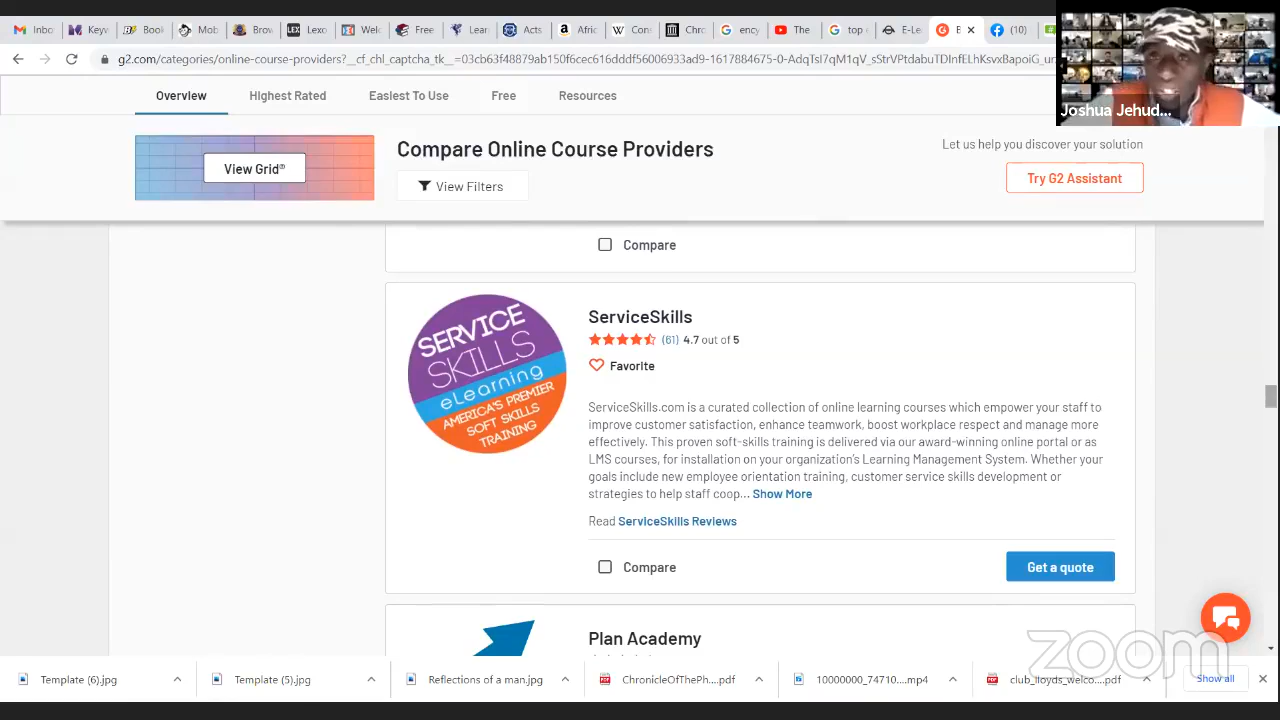 Inbo
Keyv
Book
Mob
Brow
LEX Lexo
Welc
Free
Lear
Acts
Afric
Cons
Chro
ency
The
top
E-Le
(10)
g2.com/categories/online-course-providers?
Joshua Jehud...
Overview
Highest Rated
Easiest To Use
Free
Resources
View Grid®
Compare Online Course Providers
View Filters
Let us help you discover your solution
Try G2 Assistant
Compare
SERVICE
SKILLS
eLearning
AMERICA'S PREMIER
SOFT SKILLS
TRAINING
ServiceSkills
(61) 4.7 out of 5
Favorite
ServiceSkills.com is a curated collection of online learning courses which empower your staff to
improve customer satisfaction, enhance teamwork, boost workplace respect and manage more
effectively. This proven soft-skills training is delivered via our award-winning online portal or as
LMS courses, for installation on your organization's Learning Management System. Whether your
goals include new employee orientation training, customer service skills development or
strategies to help staff coop... Show More
Read ServiceSkills Reviews
Compare
Get a quote
Plan Academy
zoom
Template (6).jpg
Template (5).jpg
Reflections of a man.jpg
ChronicleOfThePh....pdf
10000000_74710....mp4
club_lloyds_welco....pdf
Show all